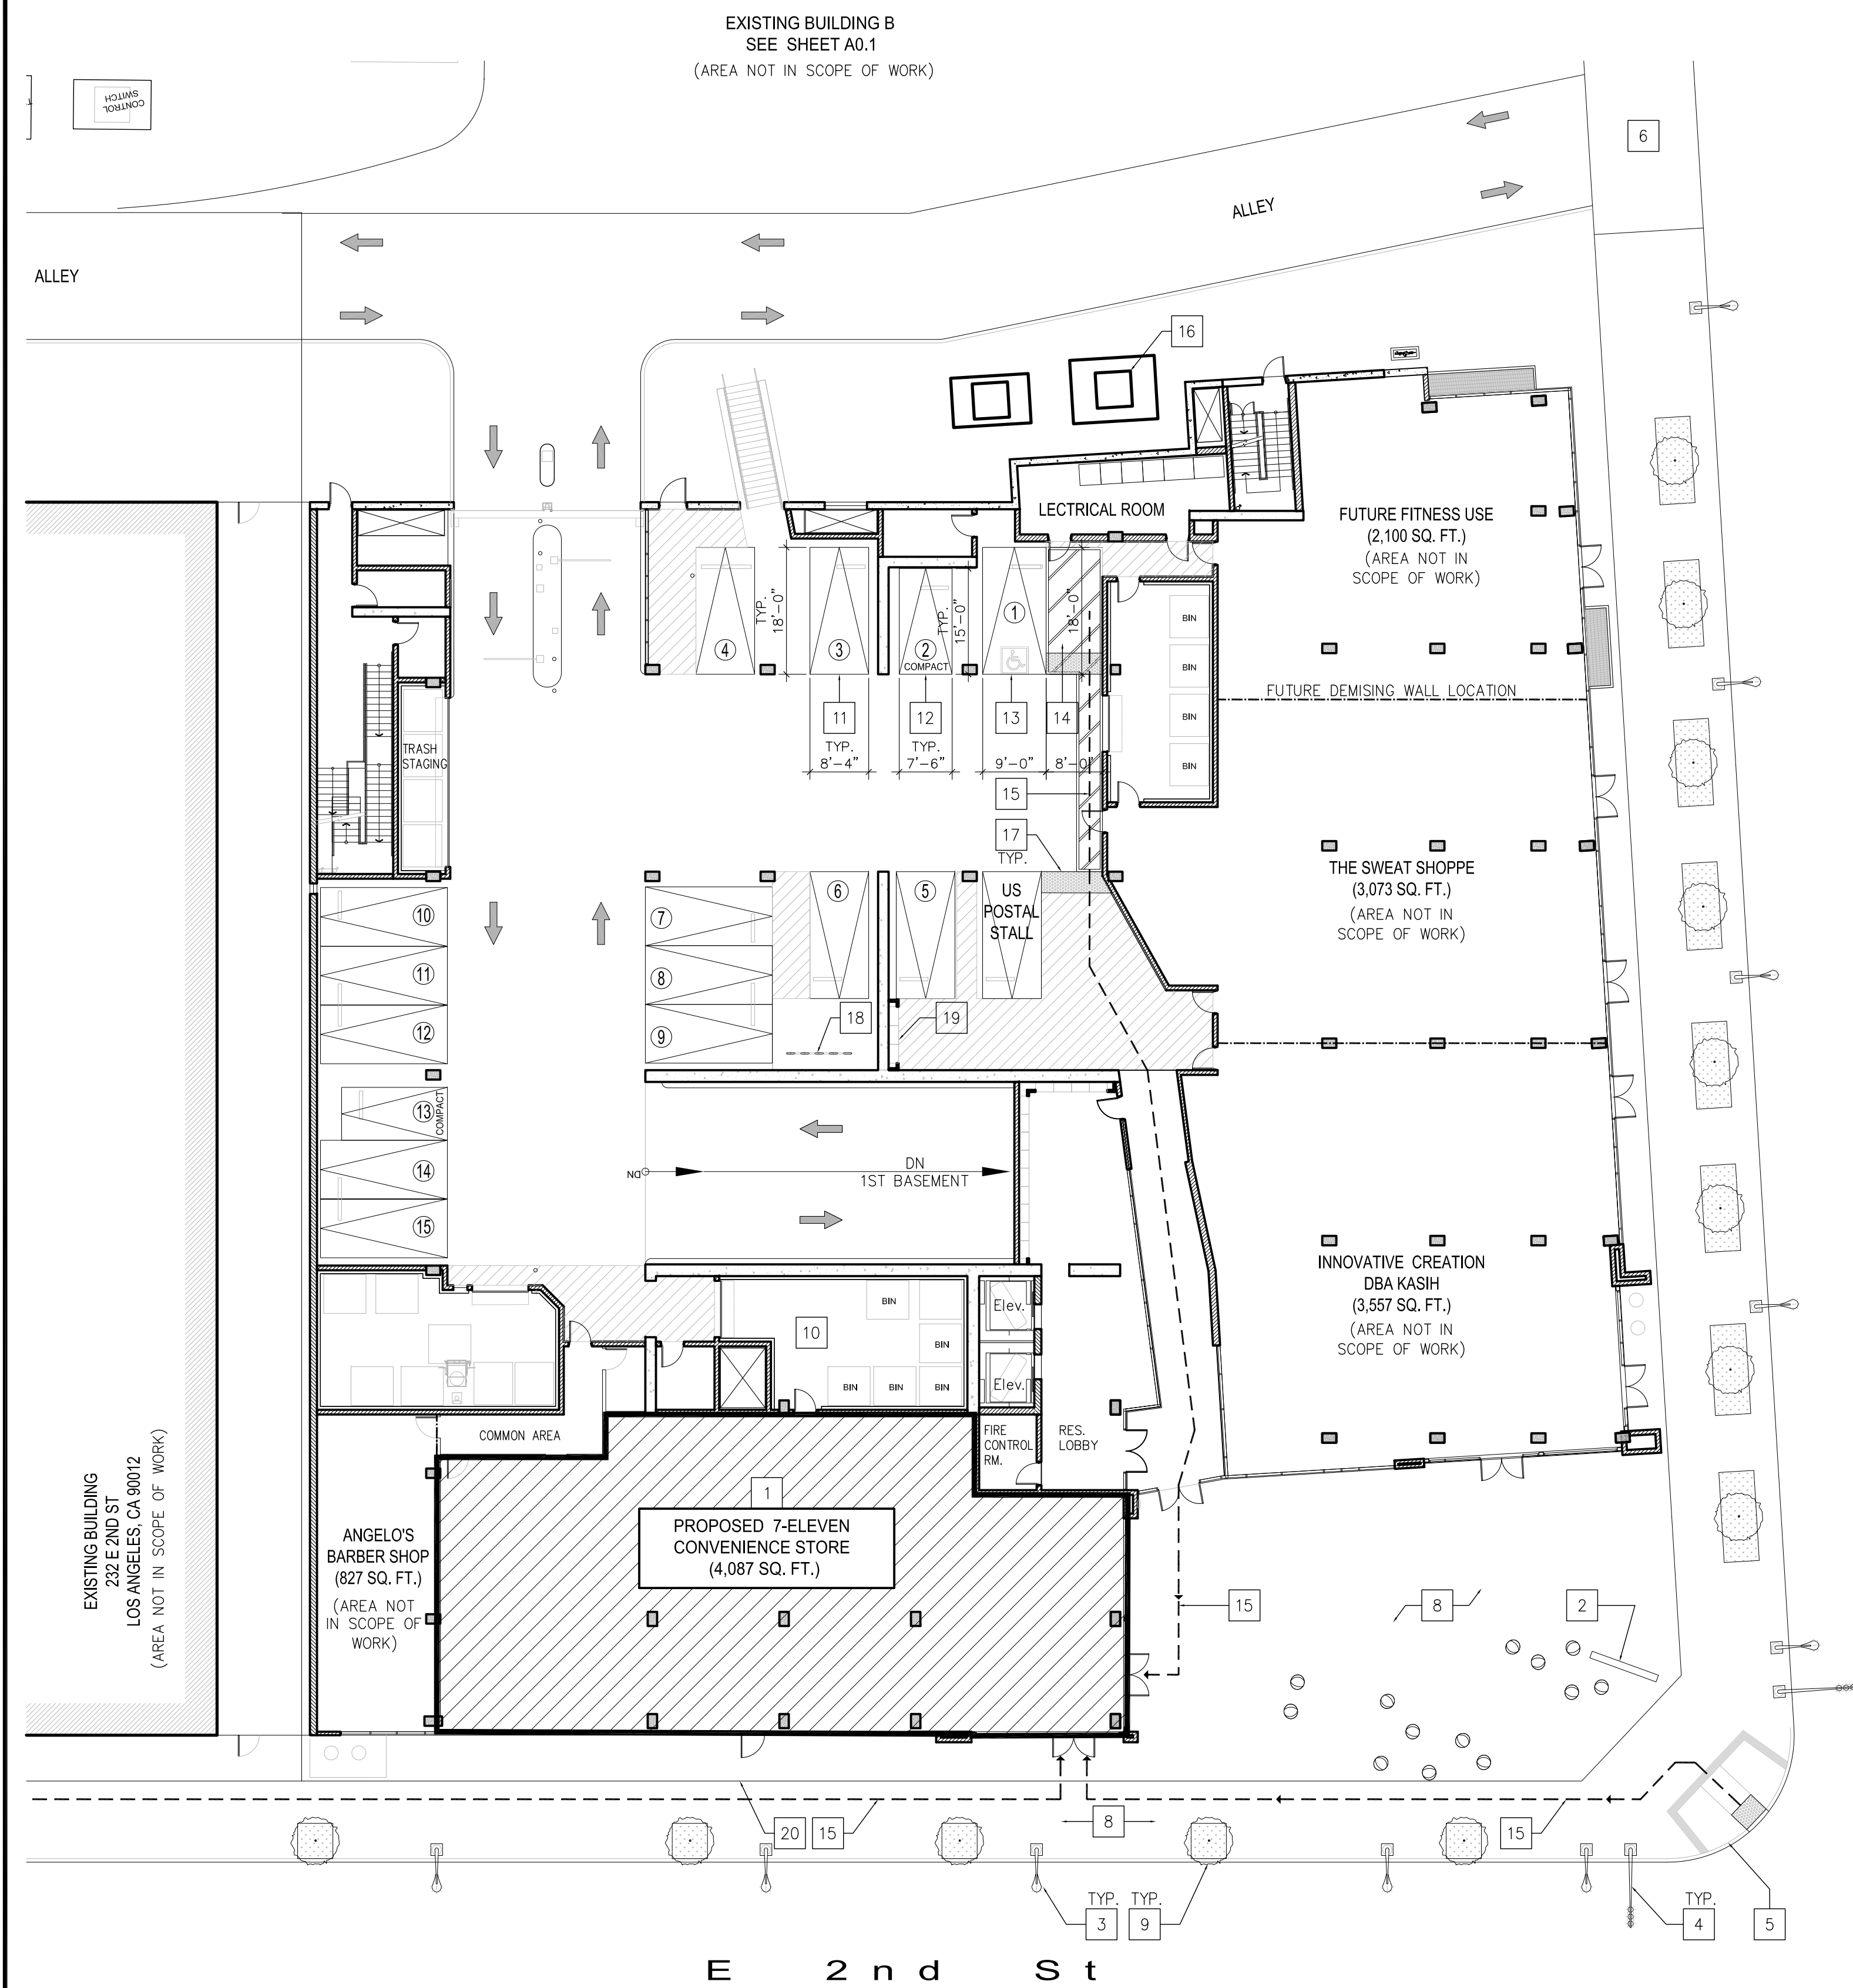 EXISTING BUILDING B
SEE SHEET A0.1
(AREA NOT IN SCOPE OF WORK)
CONTROL
SWITCH
6
ALLEY
ALLEY
16
LECTRICAL ROOM
FUTURE FITNESS USE
(2,100 SQ. FT.)
(AREA NOT IN
SCOPE OF WORK)
4
TYP.
18'-0"
3
2
COMPACT
TYP.
15'-0"
1
18'-0"
BIN
BIN
BIN
BIN
FUTURE DEMISING WALL LOCATION
11
12
13
14
TYP.
8'-4"
TYP.
7'-6"
9'-0"
8'-0"
TRASH
STAGING
15
17
TYP.
THE SWEAT SHOPPE
(3,073 SQ. FT.)
(AREA NOT IN
SCOPE OF WORK)
6
5
US
POSTAL
STALL
10
11
12
7
8
9
18
19
13
COMPACT
14
15
DN
DN
1ST BASEMENT
INNOVATIVE CREATION
DBA KASIH
(3,557 SQ. FT.)
(AREA NOT IN
SCOPE OF WORK)
10
BIN
BIN
BIN
BIN
BIN
Elev.
Elev.
COMMON AREA
FIRE
CONTROL
RM.
RES.
LOBBY
1
PROPOSED 7-ELEVEN
CONVENIENCE STORE
(4,087 SQ. FT.)
ANGELO'S
BARBER SHOP
(827 SQ. FT.)
(AREA NOT
IN SCOPE OF
WORK)
EXISTING BUILDING
232 E 2ND ST
LOS ANGELES, CA 90012
(AREA NOT IN SCOPE OF WORK)
15
8
2
20
15
8
15
TYP.
3
TYP.
9
TYP.
4
5
E 2nd St